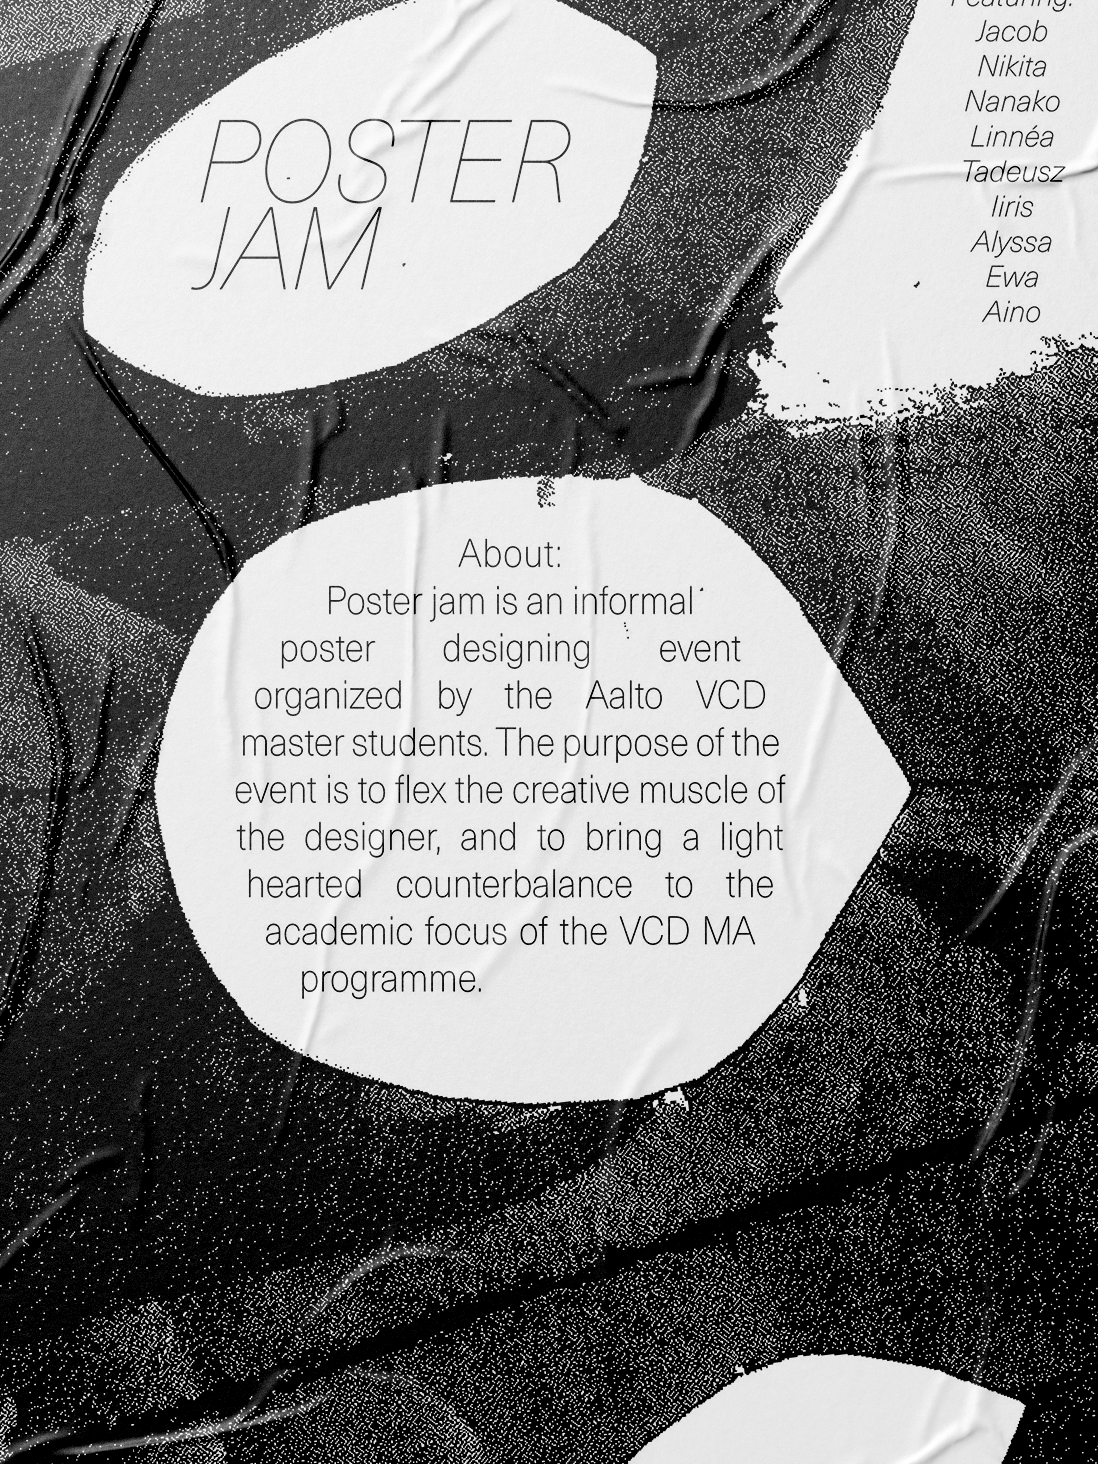 POSTER
JAM
Featuring:
Jacob
Nikita
Nanako
Linnéa
Tadeusz
Iiris
Alyssa
Ewa
Aino
About:
Poster jam is an informal
poster designing event
organized by the Aalto VCD
master students. The purpose of the
event is to flex the creative muscle of
the designer, and to bring a light
hearted counterbalance to the
academic focus of the VCD MA
programme.